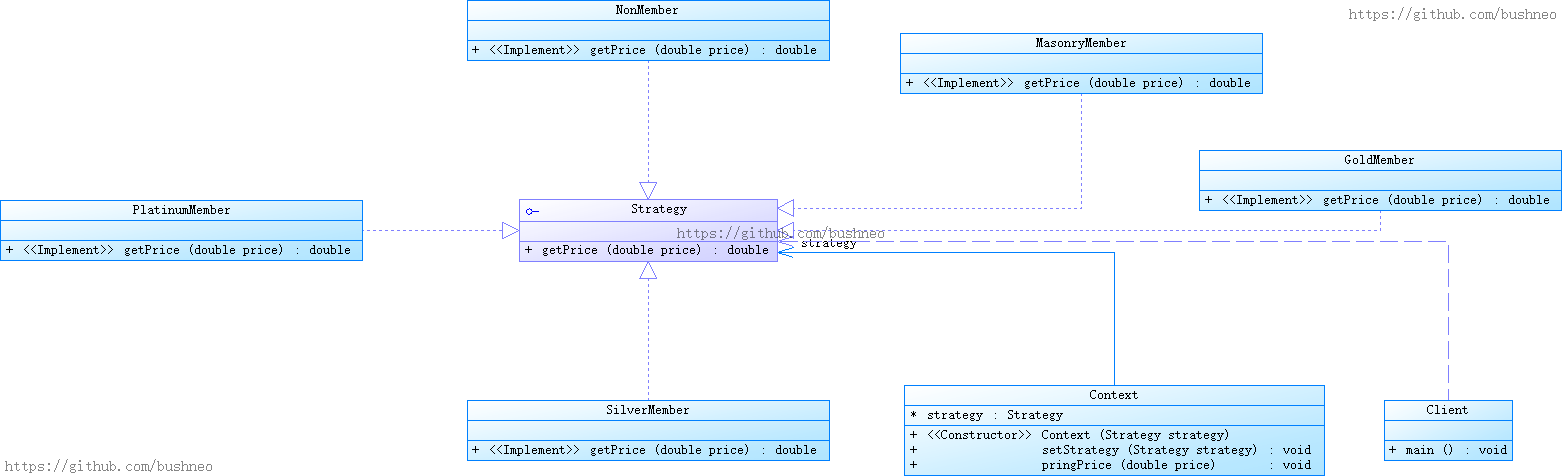 NonMember
+ <<Implement>> getPrice (double price) : double
https://github.com/bushneo
MasonryMember
+ <<Implement>> getPrice (double price) : double
GoldMember
+ <<Implement>> getPrice (double price) : double
PlatinumMember
+ <<Implement>> getPrice (double price) : double
Strategy
https://github.com/bushneo
+ getPrice (double price) : double
strategy
SilverMember
+ <<Implement>> getPrice (double price) : double
Context
* strategy : Strategy
+ <<Constructor>> Context (Strategy strategy)
+ setStrategy (Strategy strategy) : void
+ pringPrice (double price) : void
Client
+ main () : void
https://github.com/bushneo